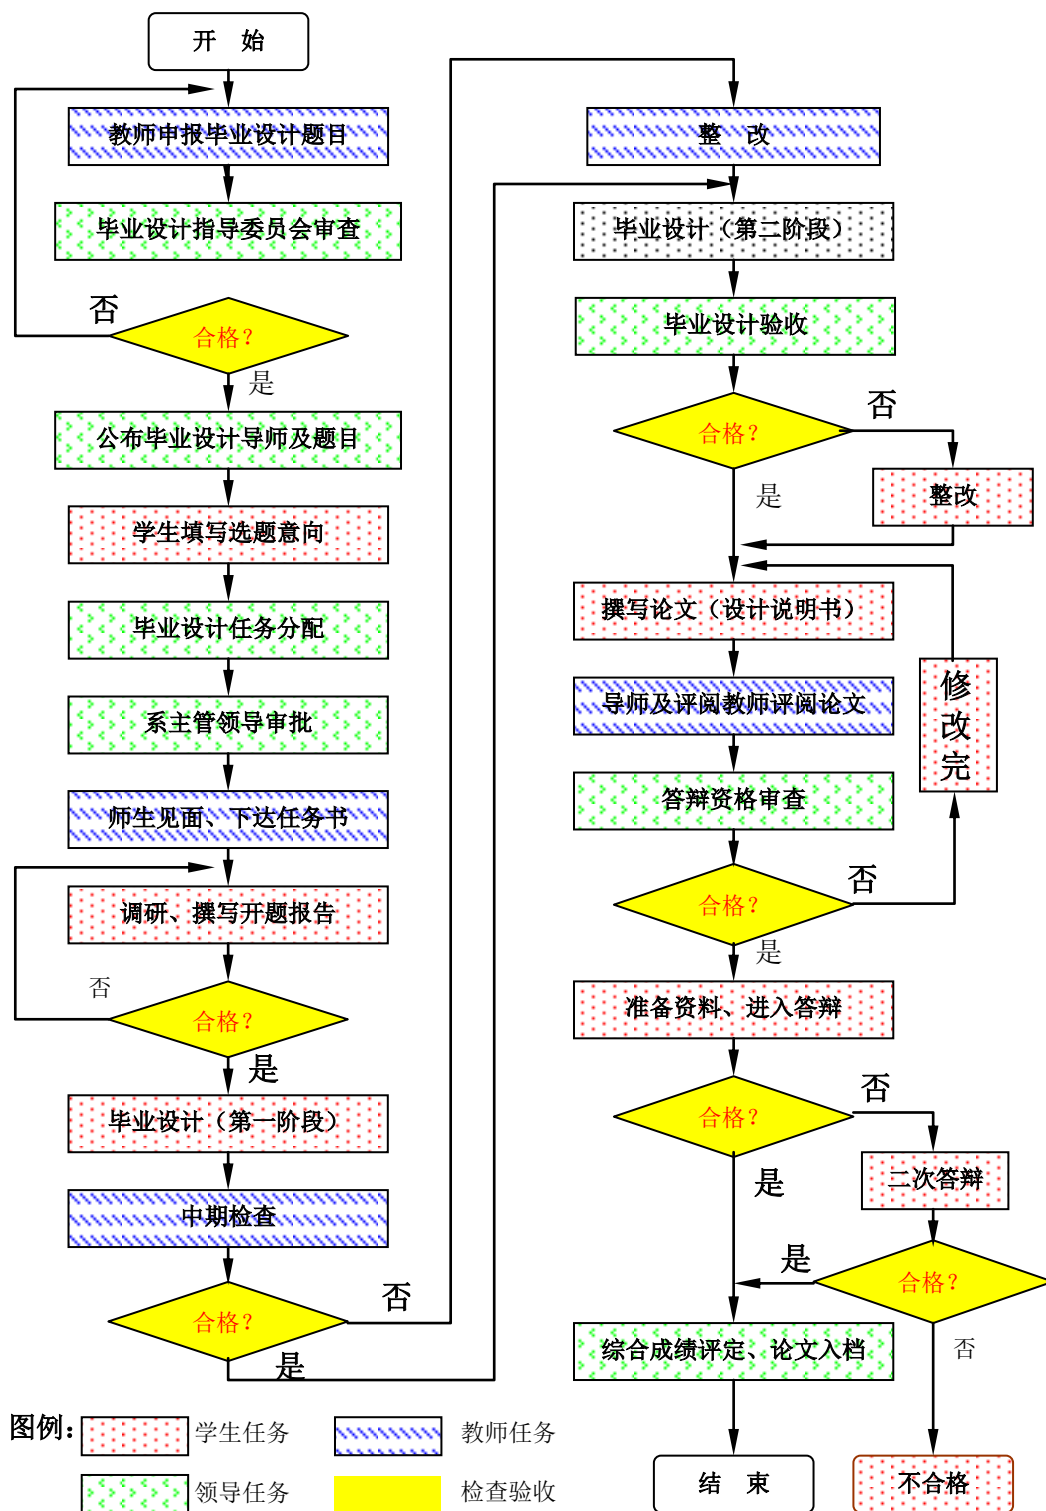 开 始
教师申报毕业设计题目
毕业设计指导委员会审查
否
合格?
是
公布毕业设计导师及题目
学生填写选题意向
毕业设计任务分配
系主管领导审批
师生见面、下达任务书
调研、撰写开题报告
否
合格?
是
毕业设计（第一阶段）
中期检查
否
合格?
是
整 改
毕业设计（第二阶段）
毕业设计验收
否
合格?
是
整改
撰写论文（设计说明书）
导师及评阅教师评阅论文
修
改
完
答辩资格审查
否
合格?
是
准备资料、进入答辩
否
合格?
是
二次答辩
是
合格?
否
综合成绩评定、论文入档
结 束
不合格
图例：
学生任务
教师任务
领导任务
检查验收